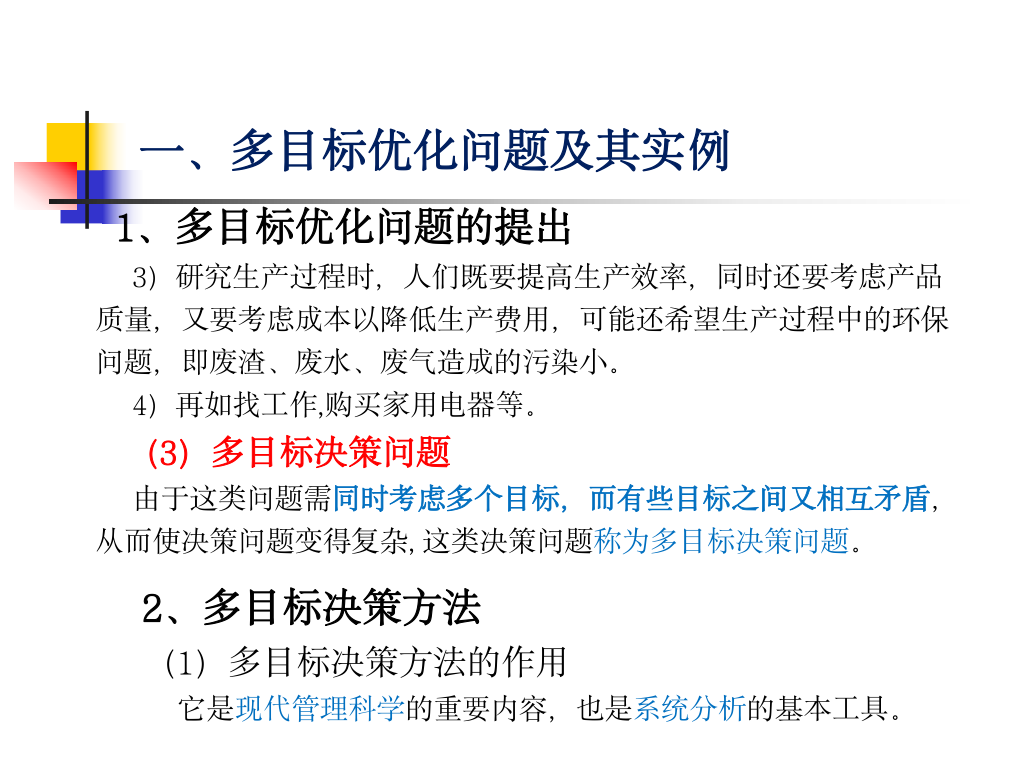 一、多目标优化问题及其实例
1、多目标优化问题的提出
3）研究生产过程时，人们既要提高生产效率，同时还要考虑产品
质量，又要考虑成本以降低生产费用，可能还希望生产过程中的环保
问题，即废渣、废水、废气造成的污染小。
4）再如找工作,购买家用电器等。
（3）多目标决策问题
由于这类问题需同时考虑多个目标，而有些目标之间又相互矛盾，
从而使决策问题变得复杂,这类决策问题称为多目标决策问题。
2、多目标决策方法
（1）多目标决策方法的作用
它是现代管理科学的重要内容，也是系统分析的基本工具。